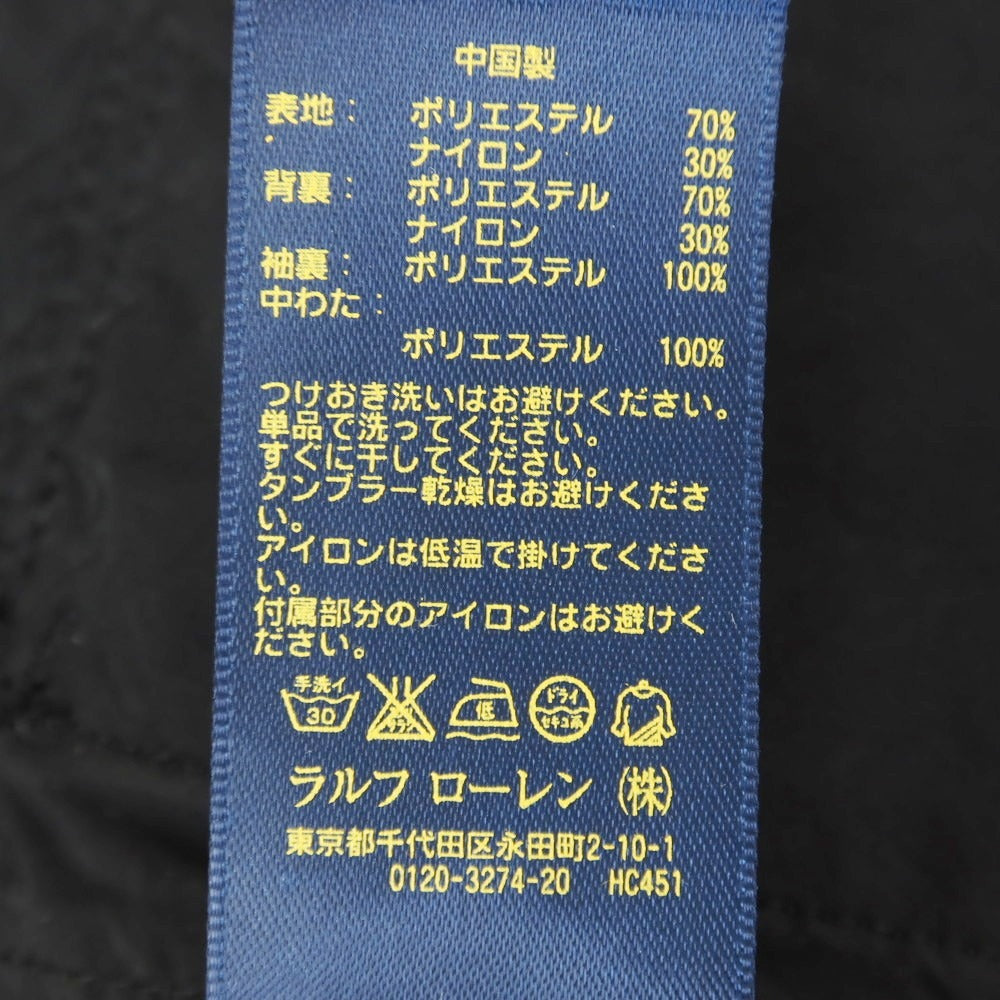 中国製
表地： ポリエステル 70%
ナイロン 30%
背裏： ポリエステル 70%
ナイロン 30%
袖裏： ポリエステル 100%
中わた：
ポリエステル 100%
つけおき洗いはお避けください。
単品で洗ってください。
すぐに干してください。
タンブラー乾燥はお避けくださ
い。
アイロンは低温で掛けてくださ
い。
付属部分のアイロンはお避けく
ださい。
手洗イ 30 エンソサラシ 低 ドライ セキユ系
ラルフ ローレン (株)
東京都千代田区永田町2-10-1
0120-3274-20 HC451